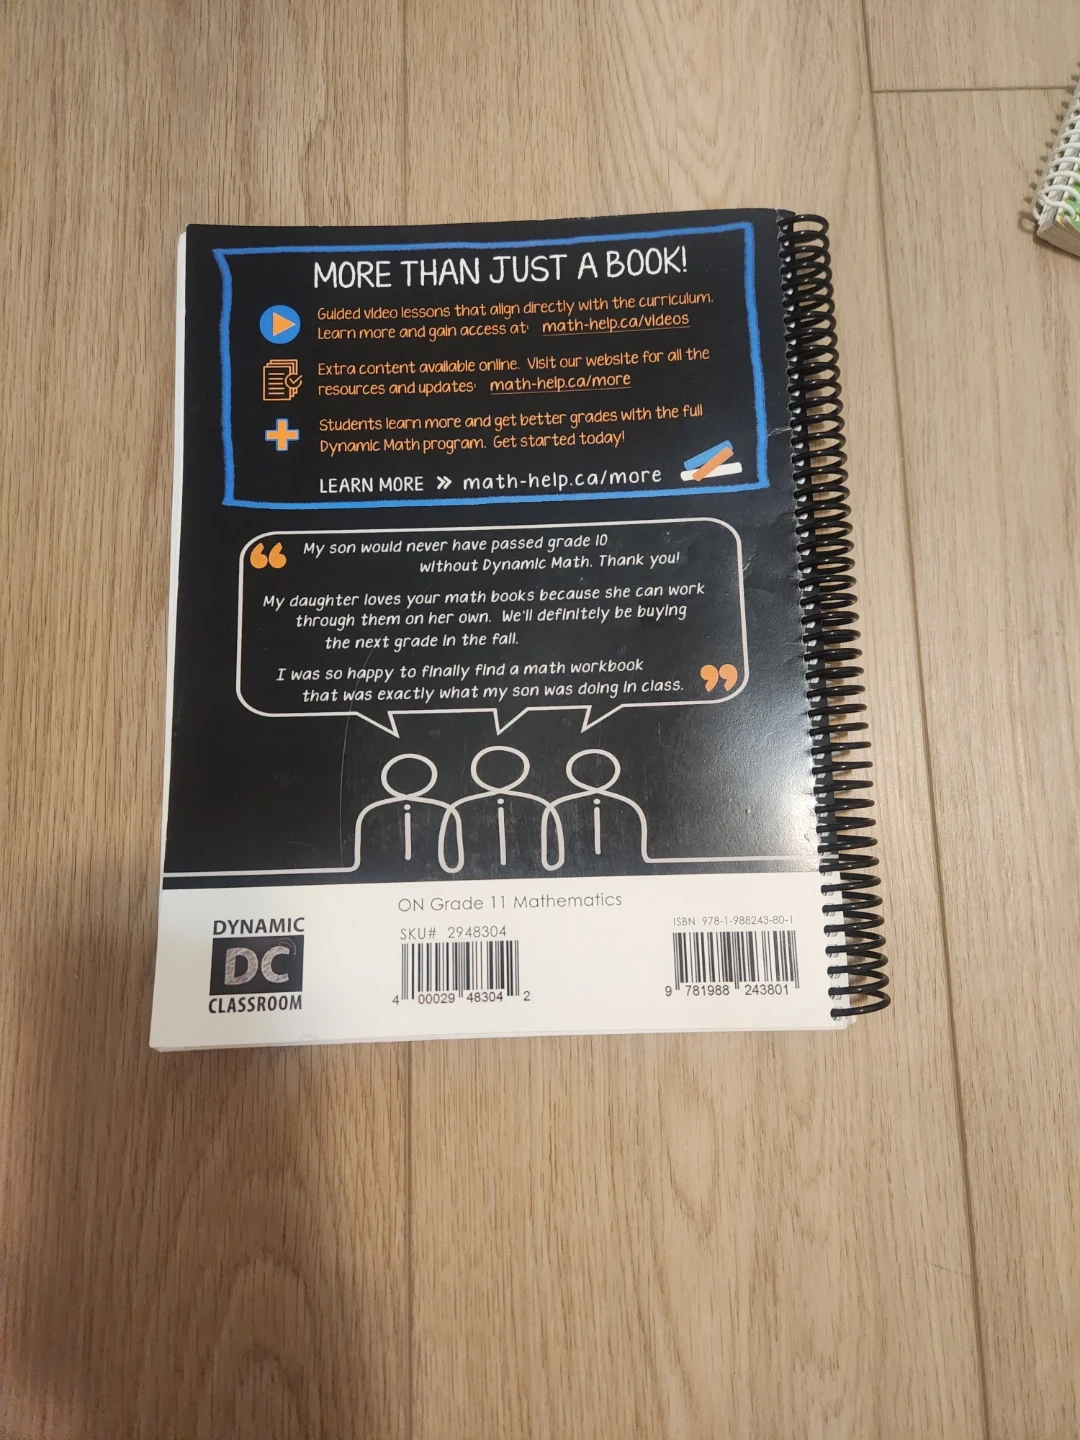 MORE THAN JUST A BOOK!
Guided video lessons that align directly with the curriculum.
Learn more and gain access at: math-help.ca/videos
Extra content available online. Visit our website for all the
resources and updates: math-help.ca/more
Students learn more and get better grades with the full
Dynamic Math program. Get started today!
LEARN MORE » math-help.ca/more
“ My son would never have passed grade 10
without Dynamic Math. Thank you!
My daughter loves your math books because she can work
through them on her own. We'll definitely be buying
the next grade in the fall.
I was so happy to finally find a math workbook
that was exactly what my son was doing in class. ”
ON Grade 11 Mathematics
DYNAMIC
DC
CLASSROOM
SKU# 2948304
4 00029 48304 2
ISBN 978-1-988243-80-1
9 781988 243801